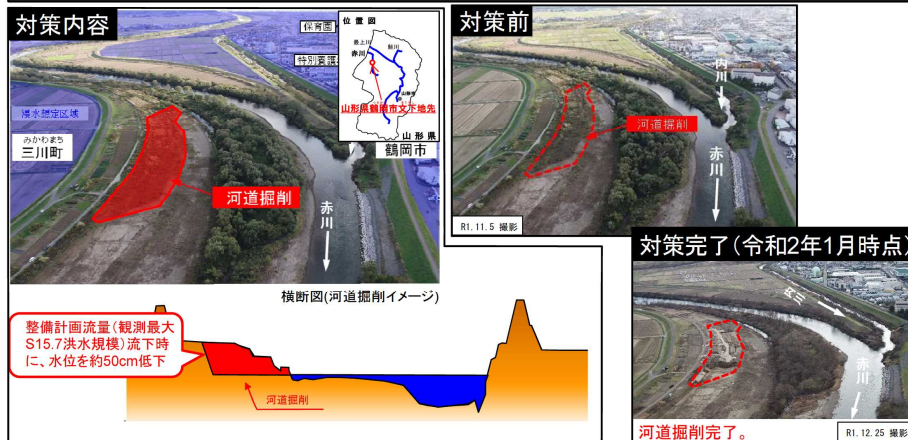 対策内容
保育園
特別養護
位置図
最上川
鮭川
赤川
山形県鶴岡市文下地先
山形県
浸水想定区域
みかわまち
三川町
鶴岡市
河道掘削
赤川
横断図(河道掘削イメージ)
整備計画流量(観測最大
S15.7洪水規模)流下時
に、水位を約50cm低下
河道掘削
対策前
内川
河道掘削
赤川
R1.11.5 撮影
対策完了(令和2年1月時点)
内川
赤川
河道掘削完了。
R1.12.25 撮影